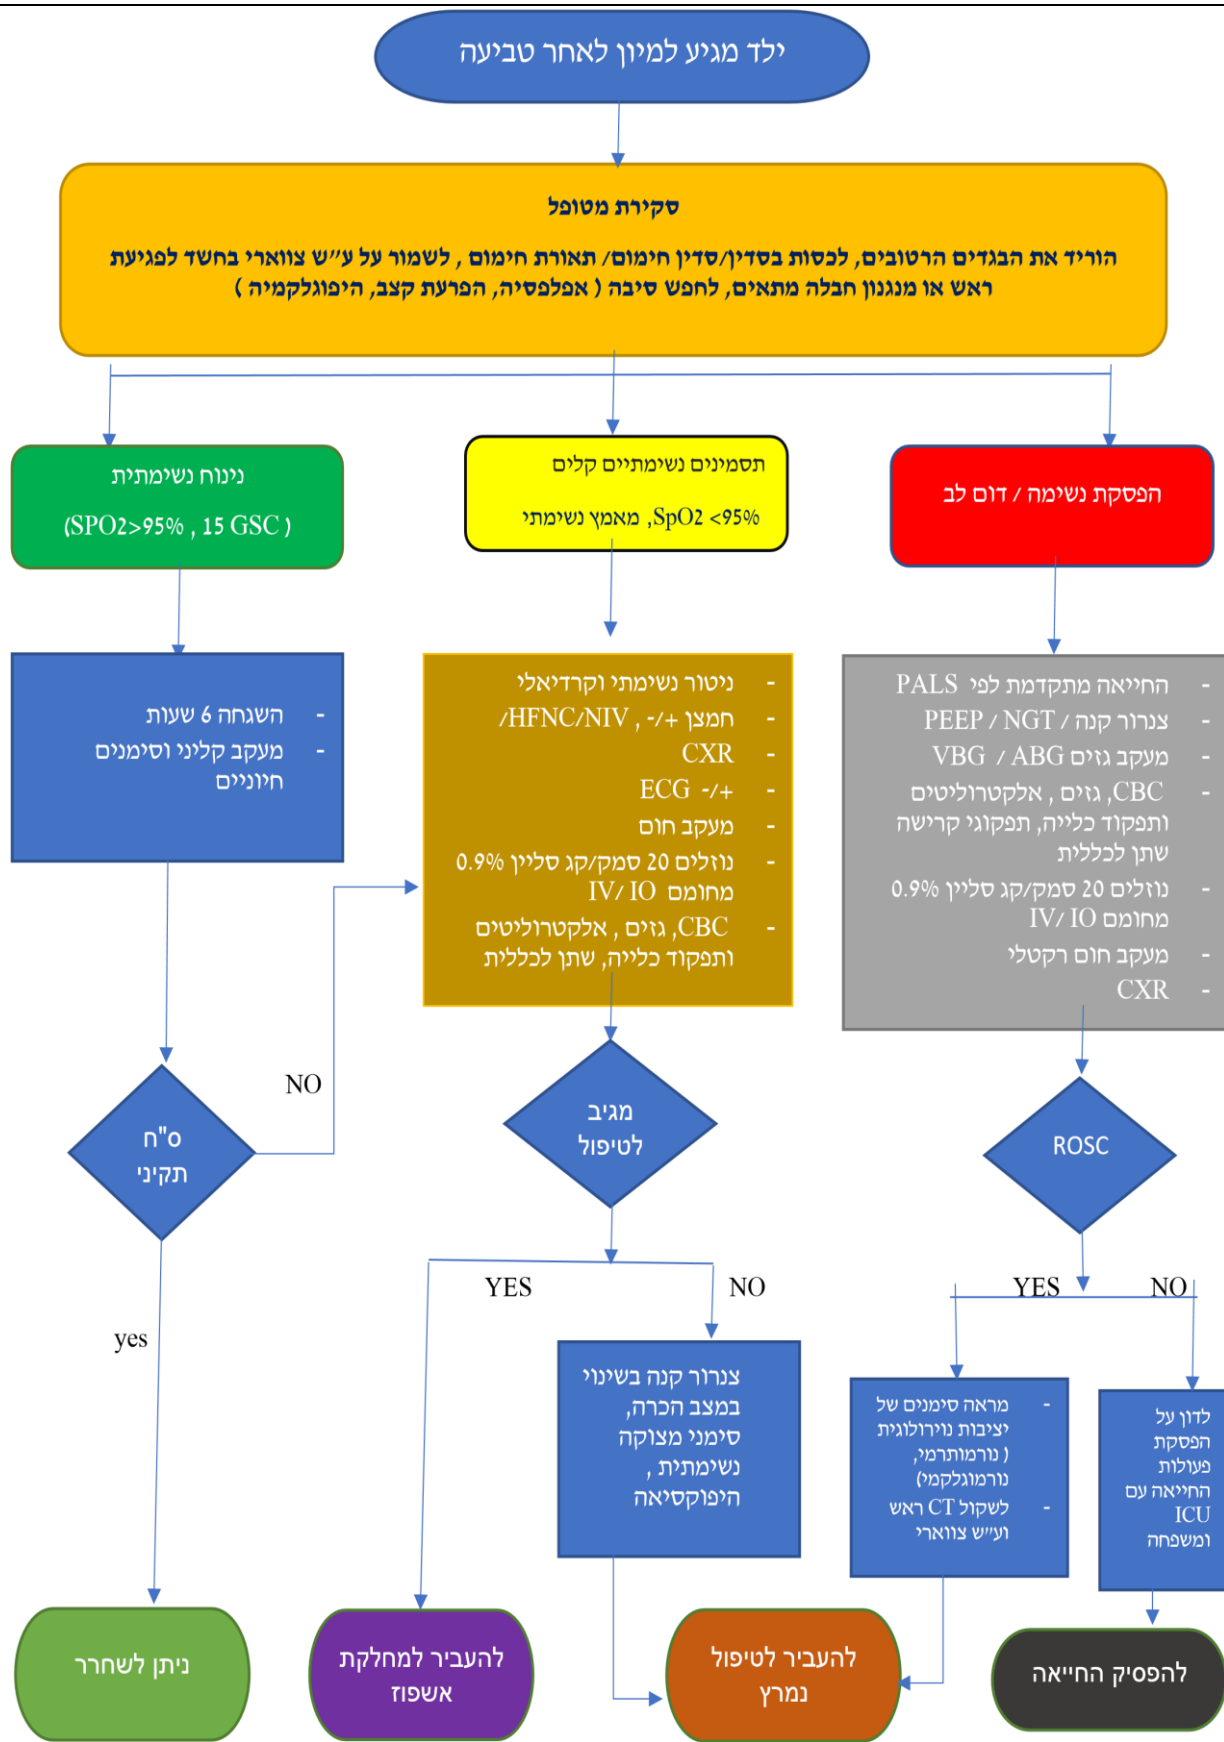 ילד מגיע למיון לאחר טביעה
סקירת מטופל
הוריד את הבגדים הרטובים, לכסות בסדין/סדין חימום/ תאורת חימום , לשמור על ע״ש צווארי בחשד לפגיעת
ראש או מנגנון חבלה מתאים, לחפש סיבה ( אפלפסיה, הפרעת קצב, היפוגלקמיה )
הפסקת נשימה / דום לב
תסמינים נשימתיים קלים
SpO2 <95%, מאמץ נשימתי
נינוח נשימתית
(SPO2>95% , 15 GSC )
- החייאה מתקדמת לפי PALS
- צנרור קנה / PEEP / NGT
- מעקב גזים VBG / ABG
- CBC, גזים , אלקטרוליטים
ותפקוד כלייה, תפקוגי קרישה
שתן לכללית
- נוזלים 20 סמק/קג סליין 0.9%
מחומם IV/ IO
- מעקב חום רקטלי
- CXR
- ניטור נשימתי וקרדיאלי
- חמצן +/- , HFNC/NIV/
- CXR
- ECG -/+
- מעקב חום
- נוזלים 20 סמק/קג סליין 0.9%
מחומם IV/ IO
- CBC, גזים , אלקטרוליטים
ותפקוד כלייה, שתן לכללית
- השגחה 6 שעות
- מעקב קליני וסימנים
חיוניים
ROSC
מגיב
לטיפול
ס"ח
תקיני
NO
YES
NO
YES
NO
yes
לדון על
הפסקת
פעולות
החייאה עם
ICU
ומשפחה
- מראה סימנים של
יציבות נוירולוגית
( נורמותרמי,
נורמוגלקמי)
- לשקול CT ראש
וע״ש צווארי
צנרור קנה בשינוי
במצב הכרה,
סימני מצוקה
נשימתית ,
היפוקסיאה
להפסיק החייאה
להעביר לטיפול
נמרץ
להעביר למחלקת
אשפוז
ניתן לשחרר